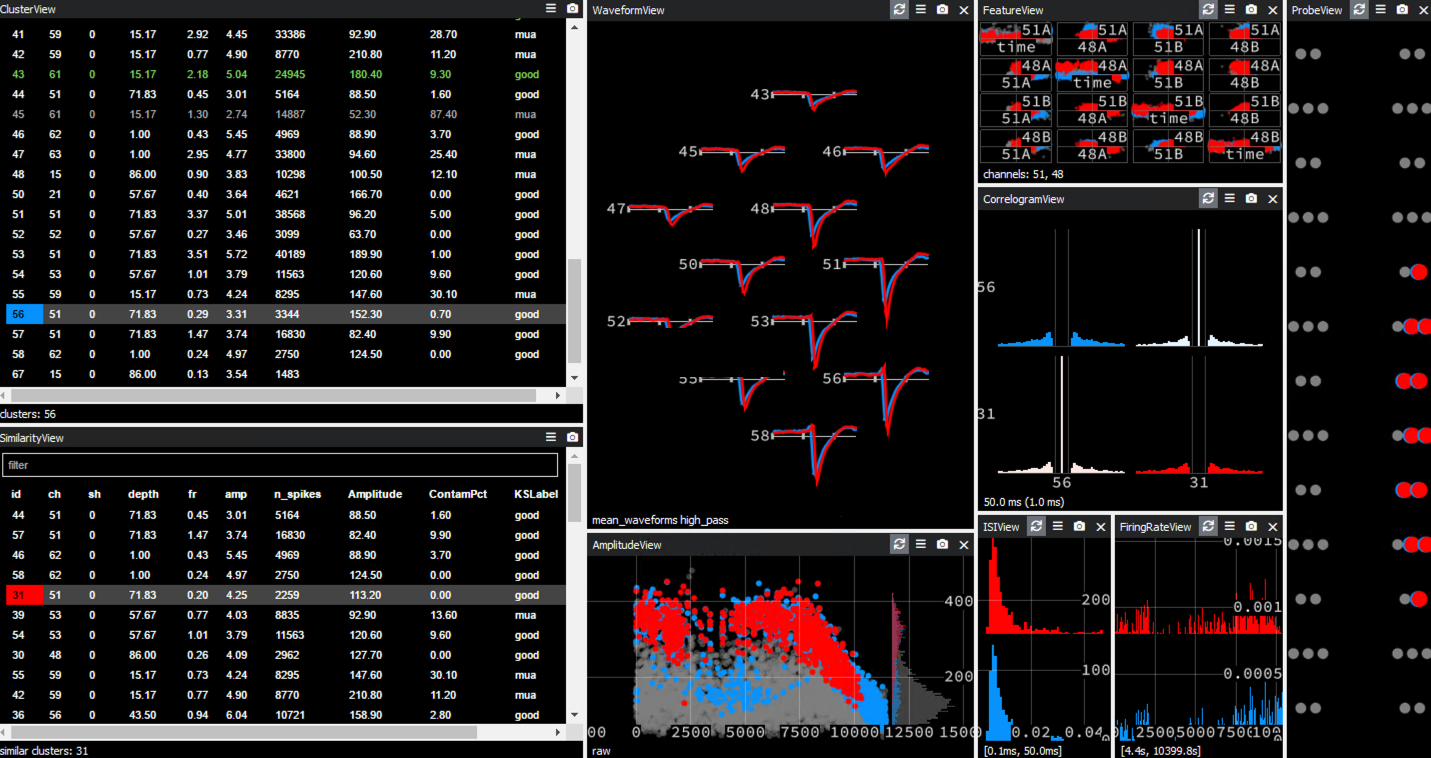 ClusterView
41 59 0 15.17 2.92 4.45 33386 92.90 28.70 mua
42 59 0 15.17 0.77 4.90 8770 210.80 11.20 mua
43 61 0 15.17 2.18 5.04 24945 180.40 9.30 good
44 51 0 71.83 0.45 3.01 5164 88.50 1.60 good
45 61 0 15.17 1.30 2.74 14887 52.30 87.40 mua
46 62 0 1.00 0.43 5.45 4969 88.90 3.70 good
47 63 0 1.00 2.95 4.77 33800 94.60 25.40 mua
48 15 0 86.00 0.90 3.83 10298 100.50 12.10 mua
50 21 0 57.67 0.40 3.64 4621 166.70 0.00 good
51 51 0 71.83 3.37 5.01 38568 96.20 5.00 good
52 52 0 57.67 0.27 3.46 3099 63.70 0.00 good
53 51 0 71.83 3.51 5.72 40189 189.90 1.00 good
54 53 0 57.67 1.01 3.79 11563 120.60 9.60 good
55 59 0 15.17 0.73 4.24 8295 147.60 30.10 mua
56 51 0 71.83 0.29 3.31 3344 152.30 0.70 good
57 51 0 71.83 1.47 3.74 16830 82.40 9.90 good
58 62 0 1.00 0.24 4.97 2750 124.50 0.00 good
67 15 0 86.00 0.13 3.54 1483
clusters: 56
SimilarityView
filter
id ch sh depth fr amp n_spikes Amplitude ContamPct KSLabel
44 51 0 71.83 0.45 3.01 5164 88.50 1.60 good
57 51 0 71.83 1.47 3.74 16830 82.40 9.90 good
46 62 0 1.00 0.43 5.45 4969 88.90 3.70 good
58 62 0 1.00 0.24 4.97 2750 124.50 0.00 good
31 51 0 71.83 0.20 4.25 2259 113.20 0.00 good
39 53 0 57.67 0.77 4.03 8835 92.90 13.60 mua
54 53 0 57.67 1.01 3.79 11563 120.60 9.60 good
30 48 0 86.00 0.26 4.09 2962 127.70 0.00 good
55 59 0 15.17 0.73 4.24 8295 147.60 30.10 mua
42 59 0 15.17 0.77 4.90 8770 210.80 11.20 mua
36 56 0 43.50 0.94 6.04 10721 158.90 2.80 good
similar clusters: 31
WaveformView
43
45 46
47 48
50 51
52 53
55 56
58
mean_waveforms high_pass
AmplitudeView
400
200
00 0 2500 5000 7500 10000 12500 1500
raw
FeatureView
51A 48A 51B 48B
time 48A 51B
48A 48A 48A 48A
51A time 51B 48B
51B 51B 51B 51B
51A 48A time 48B
48B 48B 48B 48B
51A 48A 51B time
channels: 51, 48
CorrelogramView
56
31
56 31
50.0 ms (1.0 ms)
ISIView
200
100
0.02 0.04
[0.1ms, 50.0ms]
FiringRateView
0.0015
0.001
0.0005
0 2500 5000 7500 100
[4.4s, 10399.8s]
ProbeView